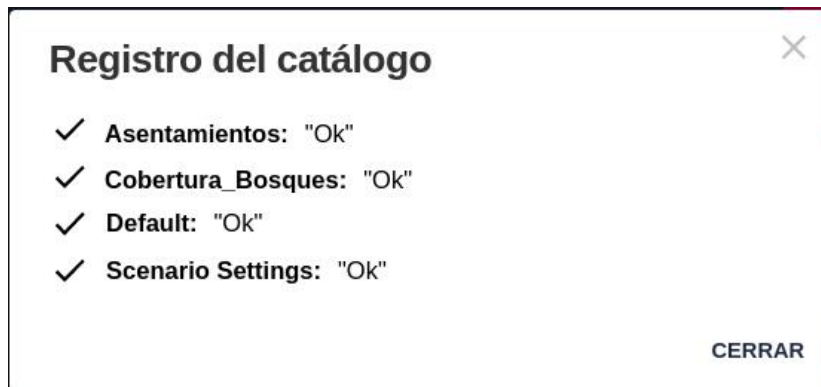 Registro del catálogo
Asentamientos: "Ok"
Cobertura_Bosques: "Ok"
Default: "Ok"
Scenario Settings: "Ok"
CERRAR